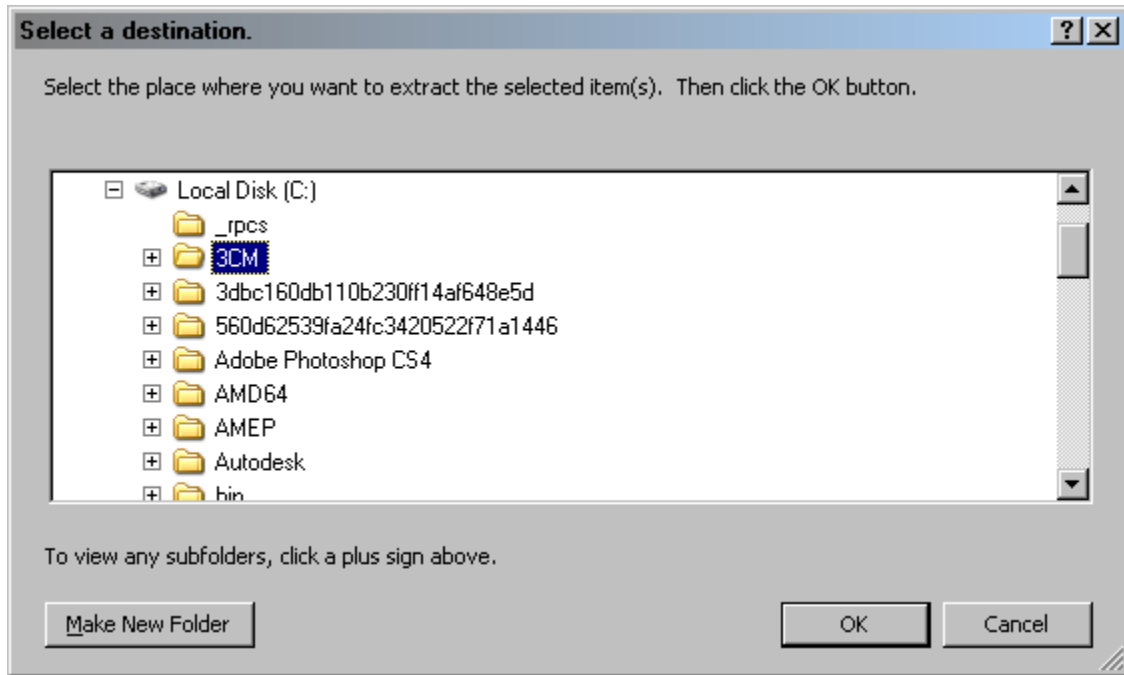 Select a destination.
Select the place where you want to extract the selected item(s). Then click the OK button.
Local Disk (C:)
_rpcs
3CM
3dbc160db110b230ff14af648e5d
560d62539fa24fc3420522f71a1446
Adobe Photoshop CS4
AMD64
AMEP
Autodesk
bin
To view any subfolders, click a plus sign above.
Make New Folder
OK
Cancel